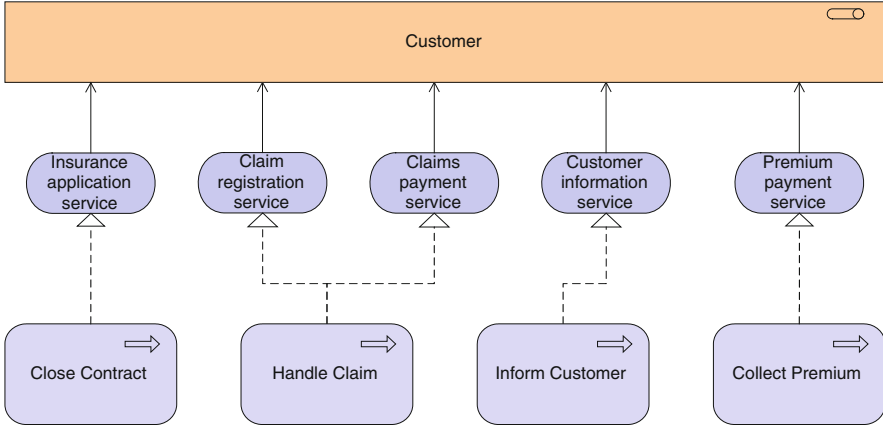 Customer
Insurance
application
service
Claim
registration
service
Claims
payment
service
Customer
information
service
Premium
payment
service
Close Contract
Handle Claim
Inform Customer
Collect Premium